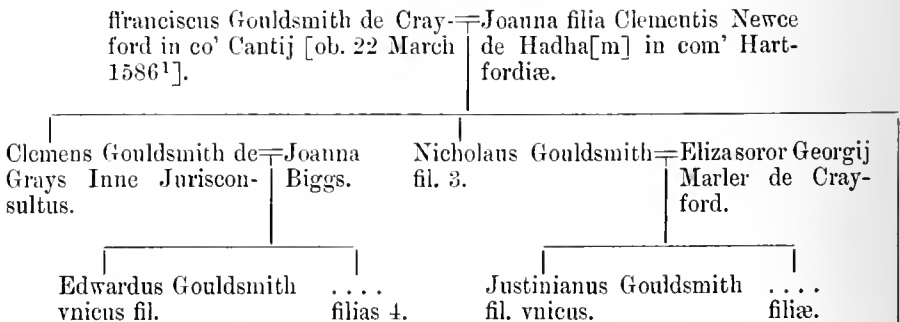 ffranciscus Gouldsmith de Cray-
ford in co' Cantij [ob. 22 March
1586¹].
Joanna filia Clementis Newce
de Hadha[m] in com' Hart-
fordiæ.
Clemens Gouldsmith de
Grays Inne Juriscon-
sultus.
Joanna
Biggs.
Nicholaus Gouldsmith
fil. 3.
Eliza soror Georgij
Marler de Cray-
ford.
Edwardus Gouldsmith
vnicus fil.
. . . .
filias 4.
Justinianus Gouldsmith
fil. vnicus.
. . . .
filiæ.